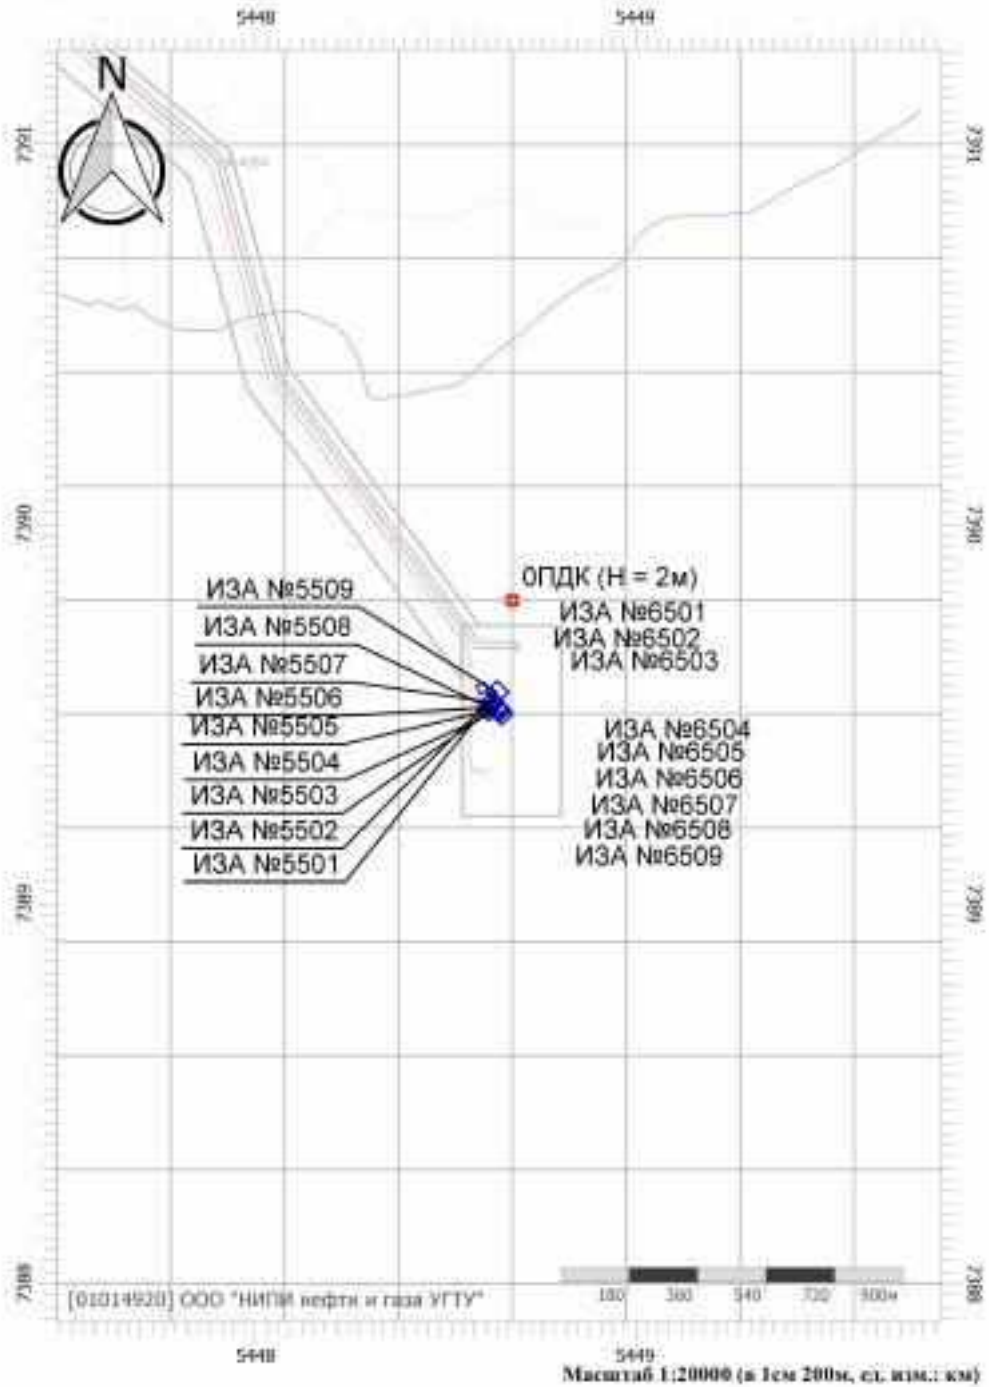 5448 5449
N
7391 7391
7390 7390
0ПДК (Н = 2м)
ИЗА №5509
ИЗА №5508
ИЗА №5507
ИЗА №5506
ИЗА №5505
ИЗА №5504
ИЗА №5503
ИЗА №5502
ИЗА №5501
ИЗА №6501
ИЗА №6502
ИЗА №6503
ИЗА №6504
ИЗА №6505
ИЗА №6506
ИЗА №6507
ИЗА №6508
ИЗА №6509
7389 7389
7388 7388
[01014920] ООО "НИПИ нефти и газа УГТУ"
180 360 540 720 900м
5448 5449
Масштаб 1:20000 (в 1см 200м, ед. изм.: км)